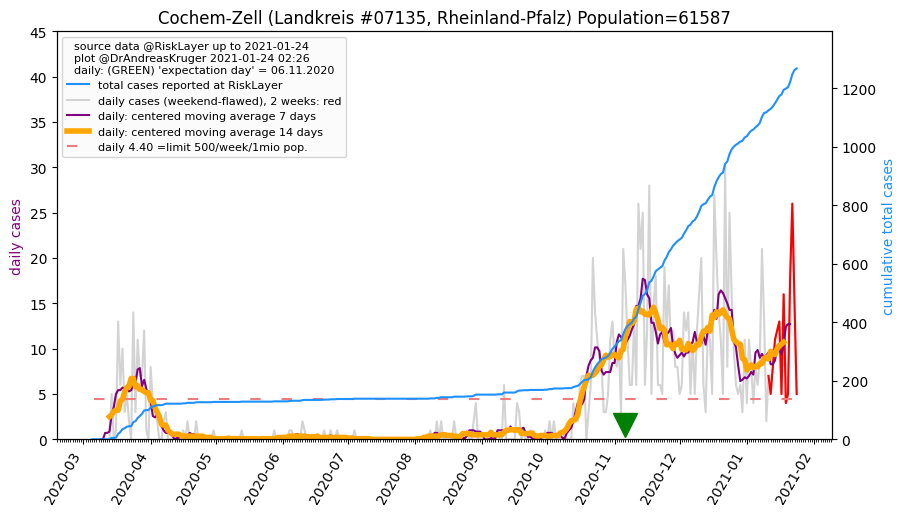 Cochem-Zell (Landkreis #07135, Rheinland-Pfalz) Population=61587
source data @RiskLayer up to 2021-01-24
plot @DrAndreasKruger 2021-01-24 02:26
daily: (GREEN) 'expectation day' = 06.11.2020
total cases reported at RiskLayer
daily cases (weekend-flawed), 2 weeks: red
daily: centered moving average 7 days
daily: centered moving average 14 days
daily 4.40 =limit 500/week/1mio pop.
daily cases
45
40
35
30
25
20
15
10
5
0
1200
1000
800
600
400
200
0
cumulative total cases
2020-03
2020-04
2020-05
2020-06
2020-07
2020-08
2020-09
2020-10
2020-11
2020-12
2021-01
2021-02